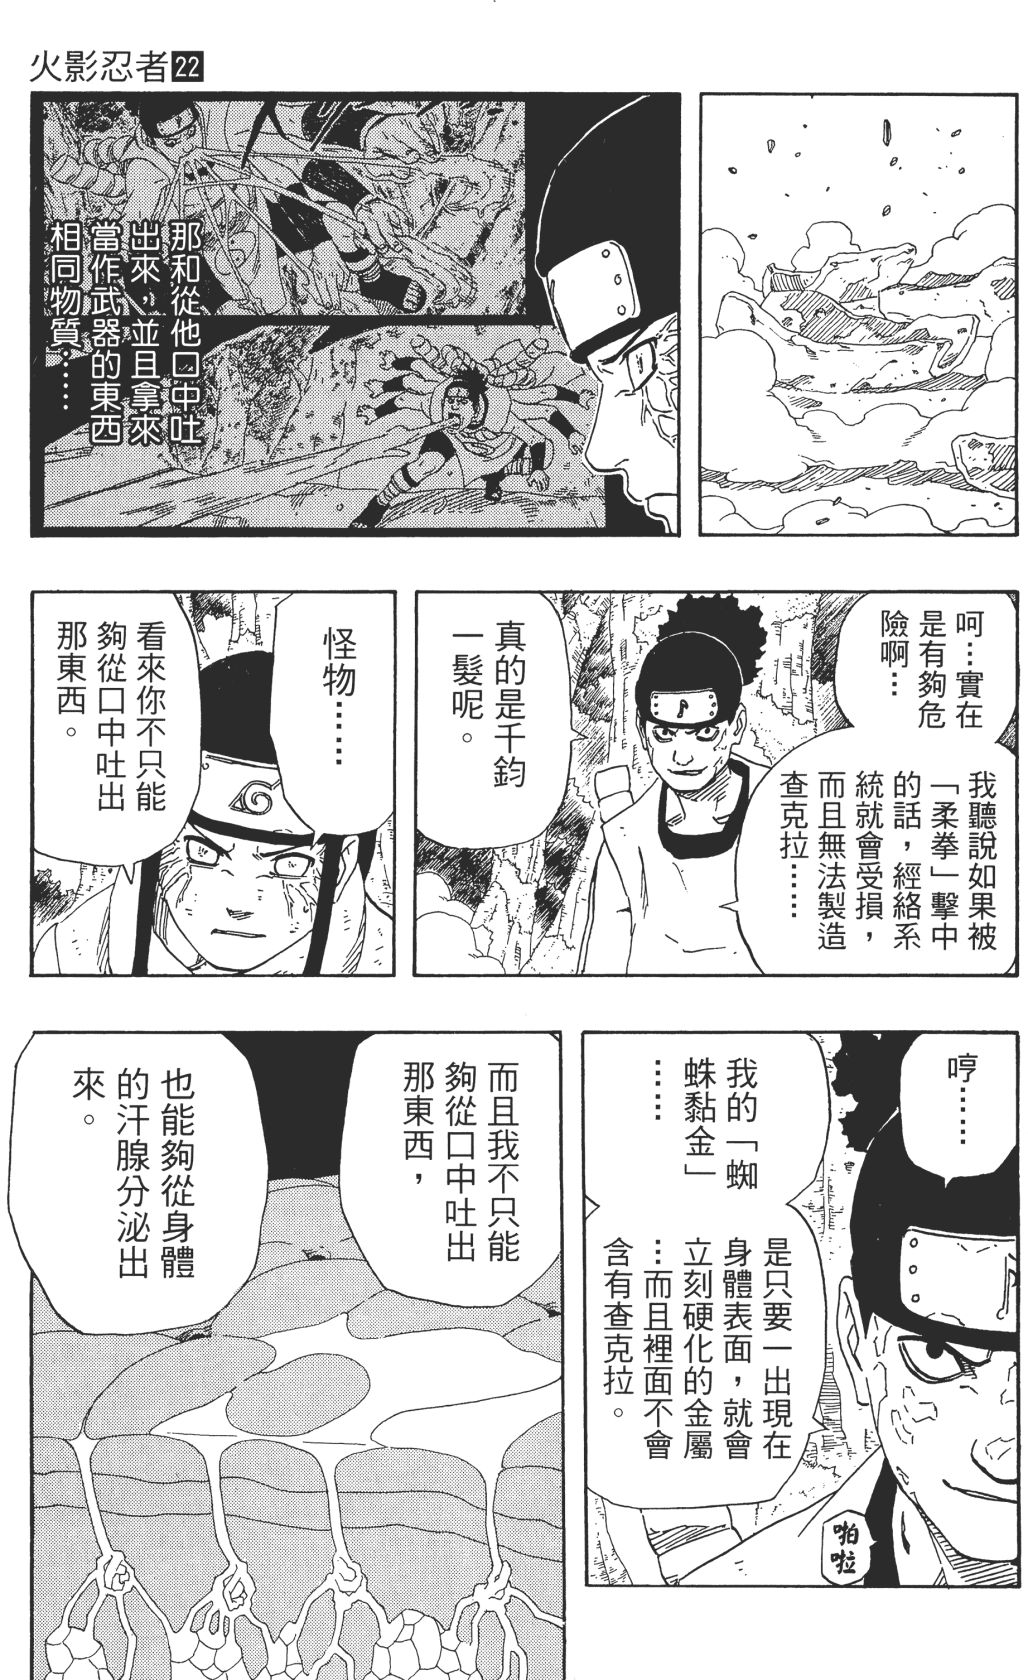 火影忍者22
那和從他口中吐
出來，並且拿來
當作武器的東西
相同物質……
呵…實在
是有夠危
險啊…
我聽說如果被
「柔拳」擊中
的話，經絡系
統就會受損，
而且無法製造
查克拉……
真的是千鈞
一髮呢。
怪物……
看來你不只能
夠從口中吐出
那東西。
哼……
我的「蜘
蛛黏金」
……
是只要一出現在
身體表面，就會
立刻硬化的金屬
…而且裡面不會
含有查克拉。
啪啦
而且我不只能
夠從口中吐出
那東西，
也能夠從身體
的汗腺分泌出
來。